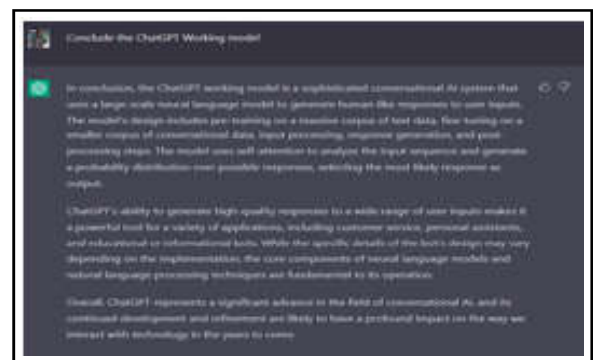 Conclude the ChatGPT Working model
In conclusion, the ChatGPT working model is a sophisticated conversational AI system that
uses a large-scale neural language model to generate human-like responses to user inputs.
The model's design includes pre-training on a massive corpus of text data, fine-tuning on a
smaller corpus of conversational data, input processing, response generation, and post-
processing steps. The model uses self-attention to analyze the input sequence and generate
a probability distribution over possible responses, selecting the most likely response as
output.
ChatGPT's ability to generate high-quality responses to a wide range of user inputs makes it
a powerful tool for a variety of applications, including customer service, personal assistants,
and educational or informational bots. While the specific details of the bot's design may vary
depending on the implementation, the core components of neural language models and
natural language processing techniques are fundamental to its operation.
Overall, ChatGPT represents a significant advance in the field of conversational AI, and its
continued development and refinement are likely to have a profound impact on the way we
interact with technology in the years to come.